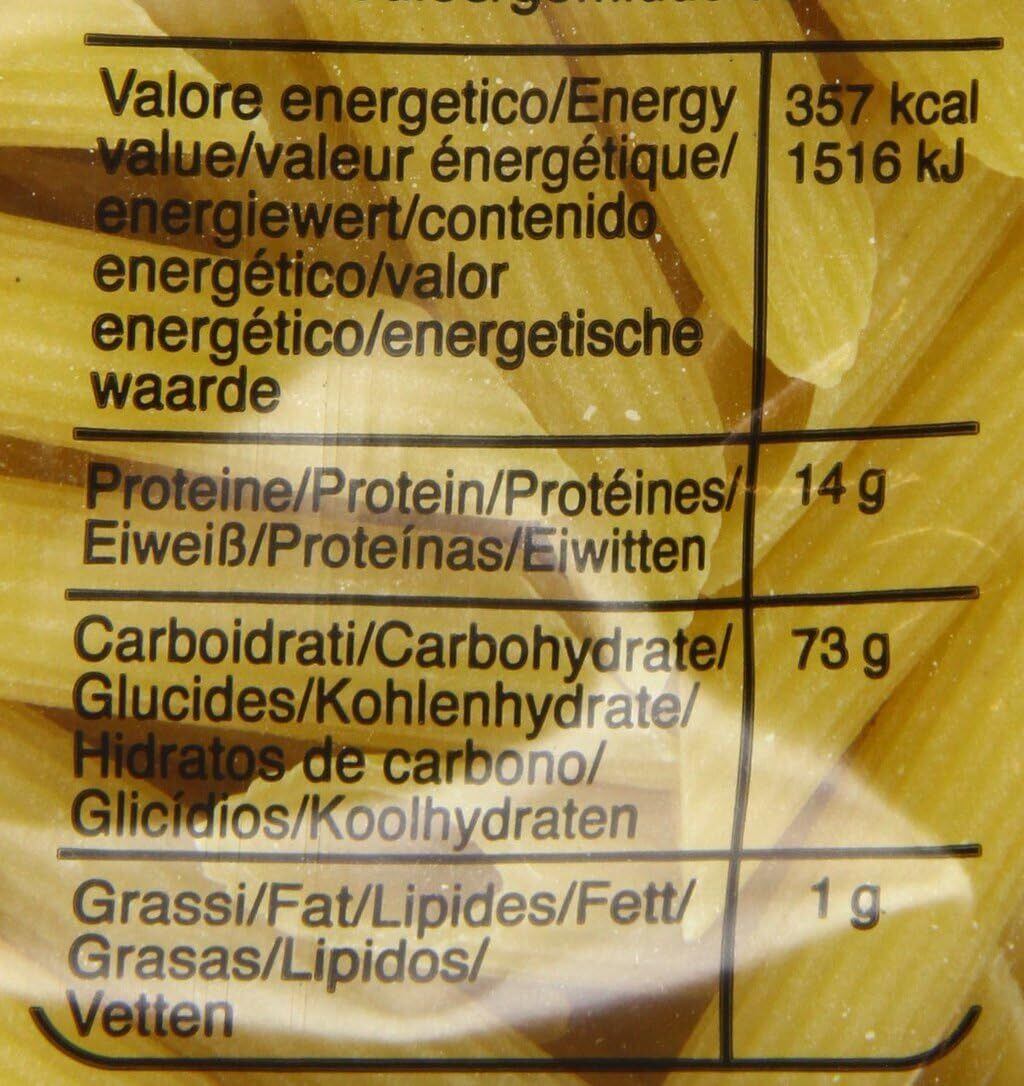 Valore energetico/Energy 357 kcal
value/valeur énergétique/ 1516 kJ
energiewert/contenido
energético/valor
energético/energetische
waarde
Proteine/Protein/Protéines/ 14 g
Eiweiß/Proteínas/Eiwitten
Carboidrati/Carbohydrate/ 73 g
Glucides/Kohlenhydrate/
Hidratos de carbono/
Glicídios/Koolhydraten
Grassi/Fat/Lipides/Fett/ 1 g
Grasas/Lipidos/
Vetten